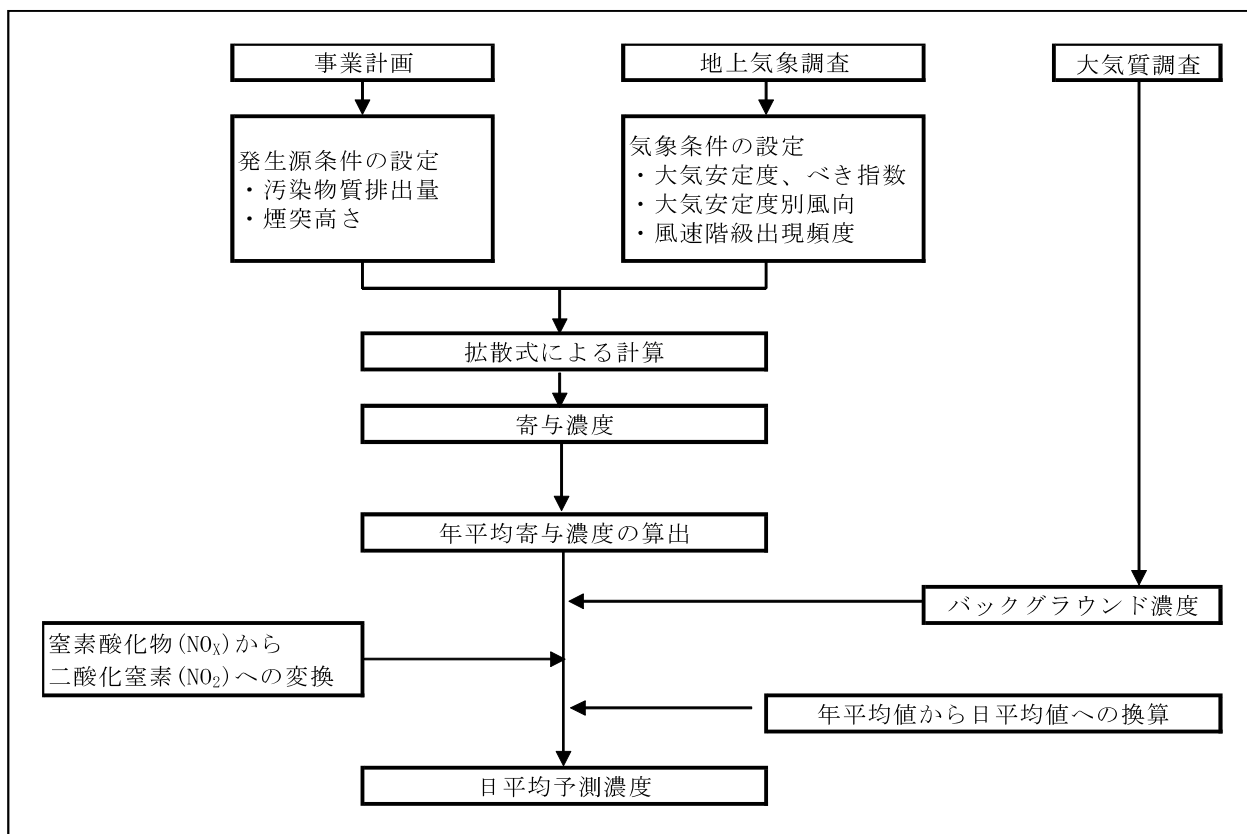 事業計画
地上気象調査
大気質調査
発生源条件の設定
・汚染物質排出量
・煙突高さ
気象条件の設定
・大気安定度、べき指数
・大気安定度別風向
・風速階級出現頻度
拡散式による計算
寄与濃度
年平均寄与濃度の算出
バックグラウンド濃度
窒素酸化物(NOX)から
二酸化窒素(NO2)への変換
年平均値から日平均値への換算
日平均予測濃度